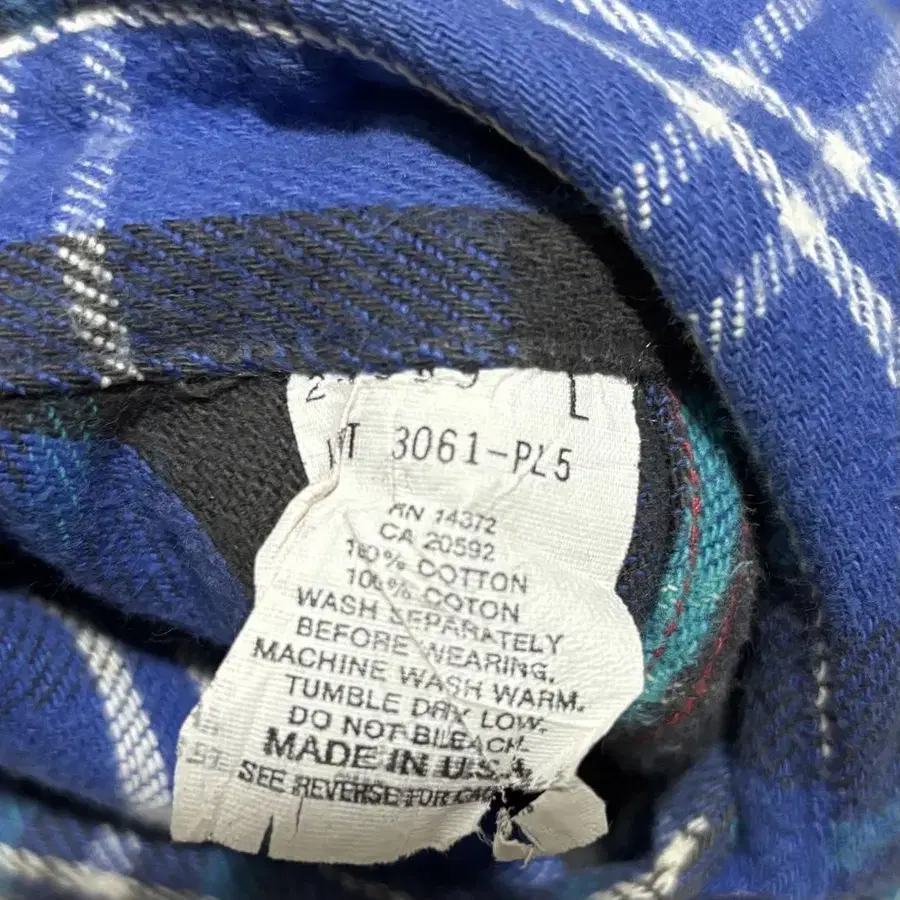 L
3061-PL5
RN 14372
CA 20592
100% COTTON
100% COTON
WASH SEPARATELY
BEFORE WEARING.
MACHINE WASH WARM.
TUMBLE DRY LOW.
DO NOT BLEACH.
MADE IN U.S.A.
SEE REVERSE FOR